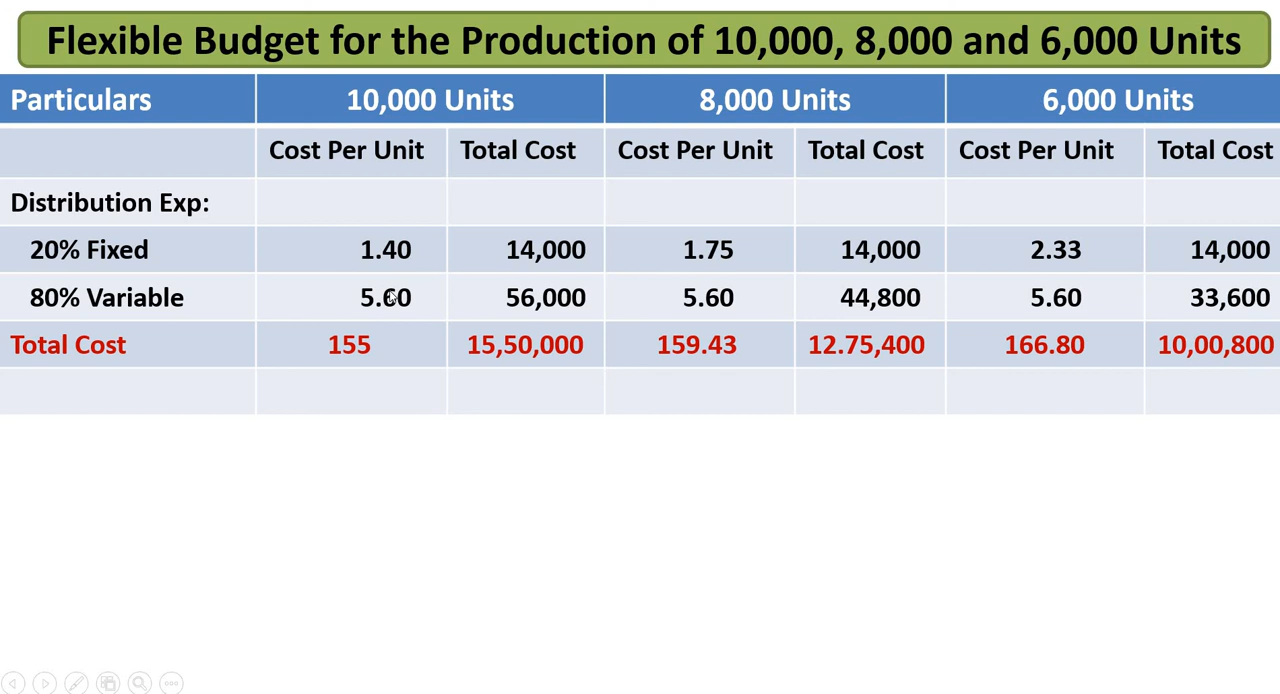 Flexible Budget for the Production of 10,000, 8,000 and 6,000 Units
Particulars 10,000 Units 8,000 Units 6,000 Units
Cost Per Unit Total Cost Cost Per Unit Total Cost Cost Per Unit Total Cost
Distribution Exp:
20% Fixed 1.40 14,000 1.75 14,000 2.33 14,000
80% Variable 5.60 56,000 5.60 44,800 5.60 33,600
Total Cost 155 15,50,000 159.43 12.75,400 166.80 10,00,800